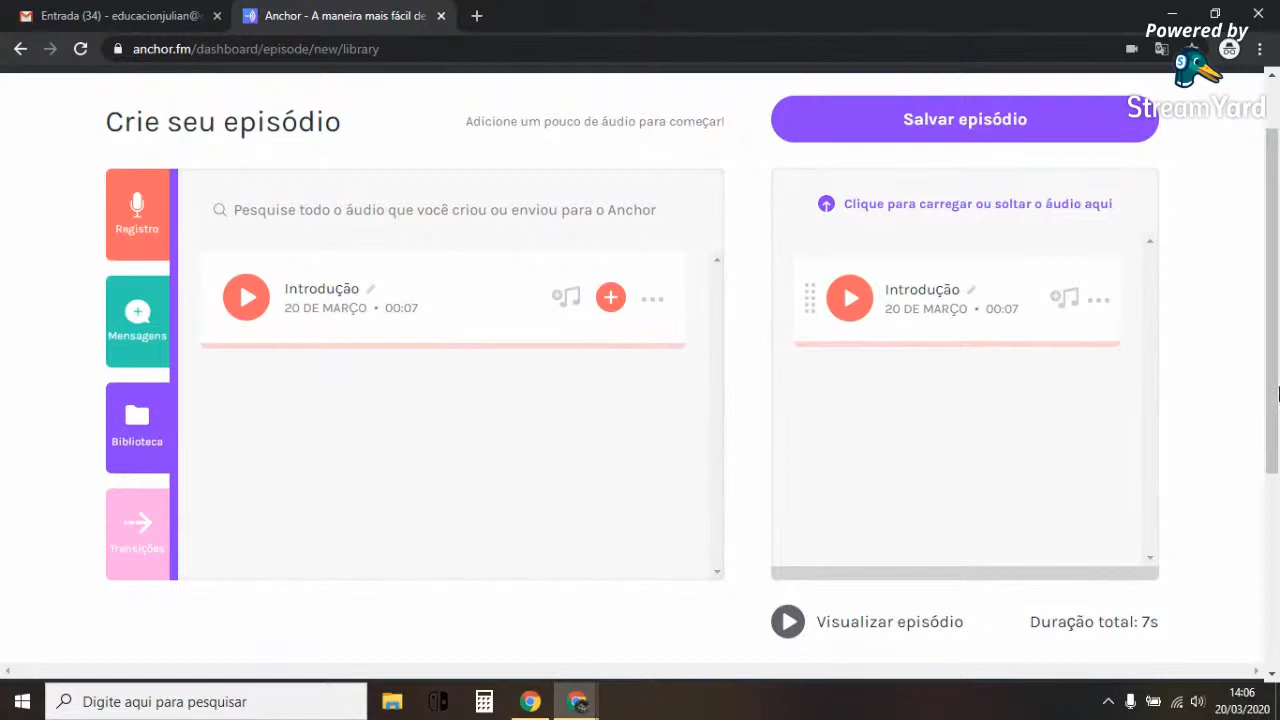 Entrada (34) - educacionjulian@
Anchor - A maneira mais fácil de
Powered by
anchor.fm/dashboard/episode/new/library
StreamYard
Crie seu episódio
Adicione um pouco de áudio para começar!
Salvar episódio
Registro
Pesquise todo o áudio que você criou ou enviou para o Anchor
Clique para carregar ou soltar o áudio aqui
Introdução
20 DE MARÇO • 00:07
Introdução
20 DE MARÇO • 00:07
Mensagens
Biblioteca
Transições
Visualizar episódio
Duração total: 7s
Digite aqui para pesquisar
14:06
20/03/2020